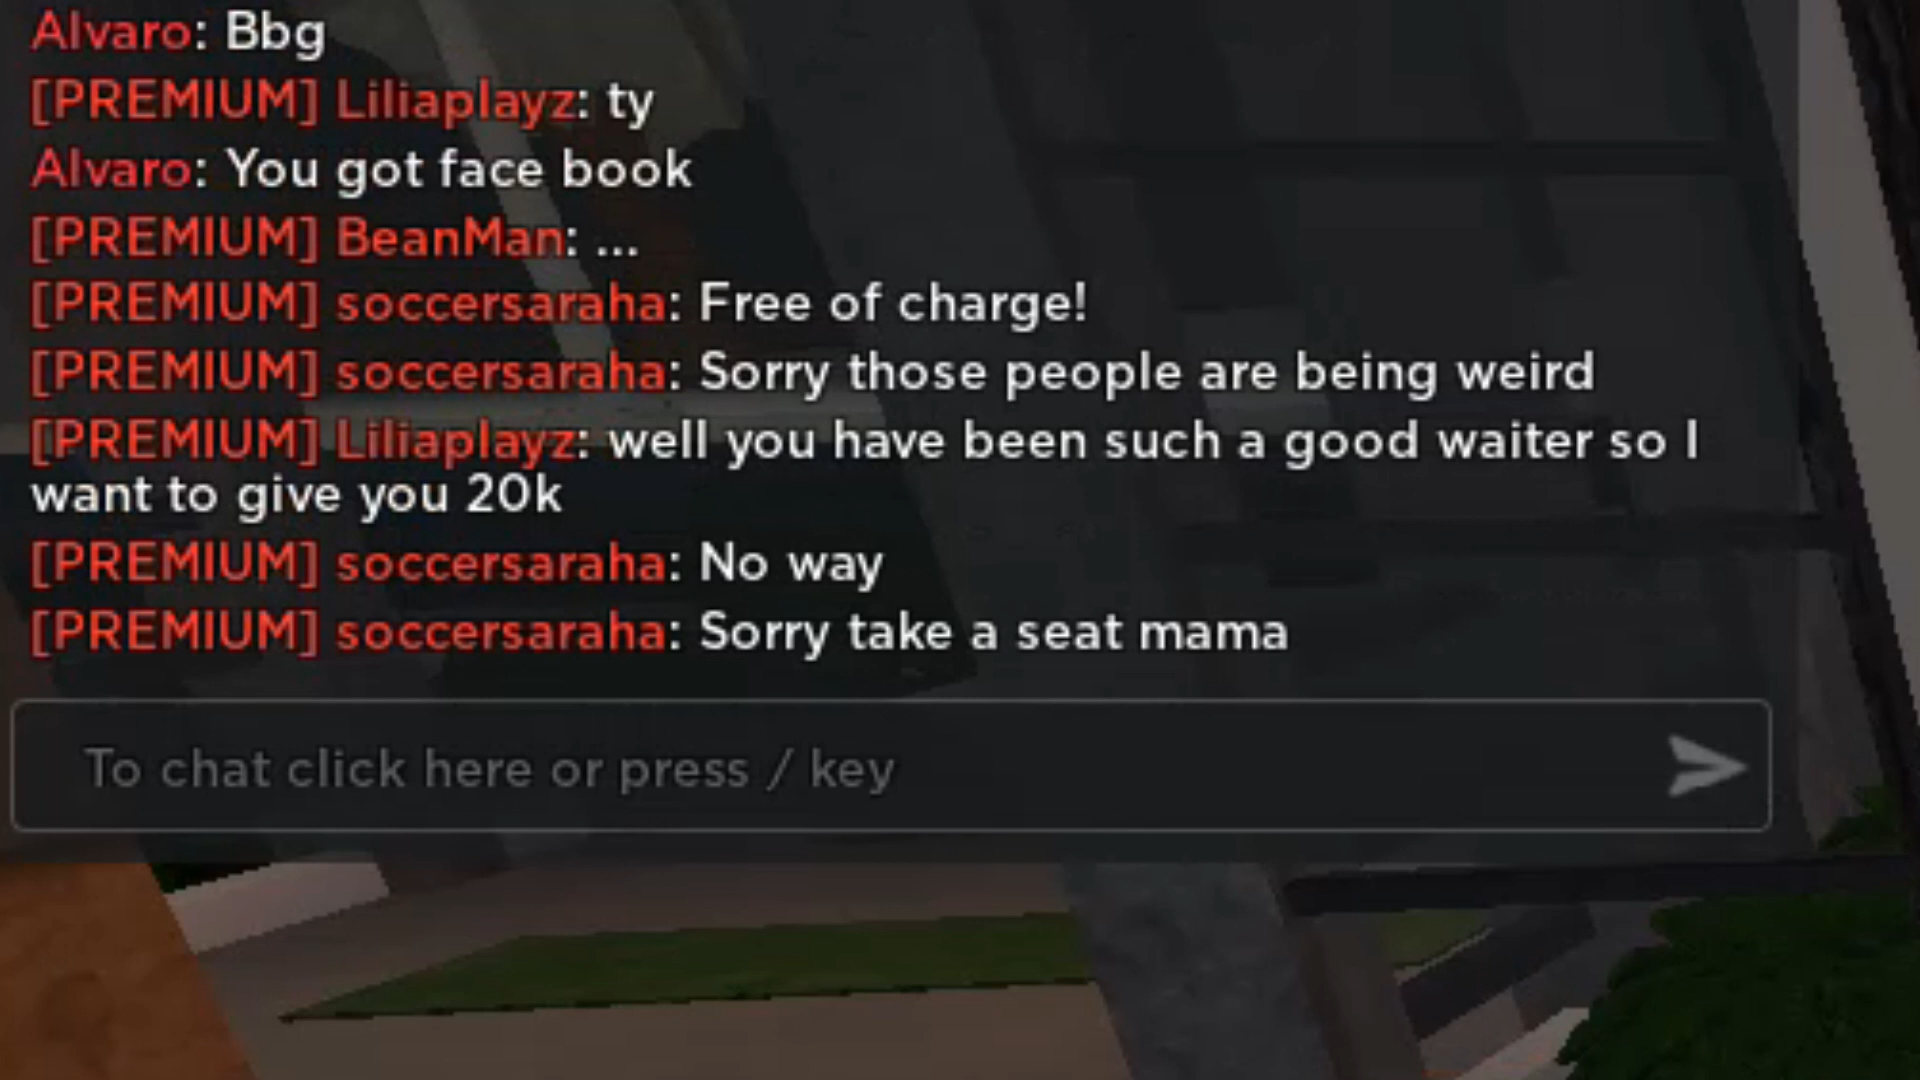 Alvaro: Bbg
[PREMIUM] Liliaplayz: ty
Alvaro: You got face book
[PREMIUM] BeanMan: ...
[PREMIUM] soccersaraha: Free of charge!
[PREMIUM] soccersaraha: Sorry those people are being weird
[PREMIUM] Liliaplayz: well you have been such a good waiter so I
want to give you 20k
[PREMIUM] soccersaraha: No way
[PREMIUM] soccersaraha: Sorry take a seat mama
To chat click here or press / key